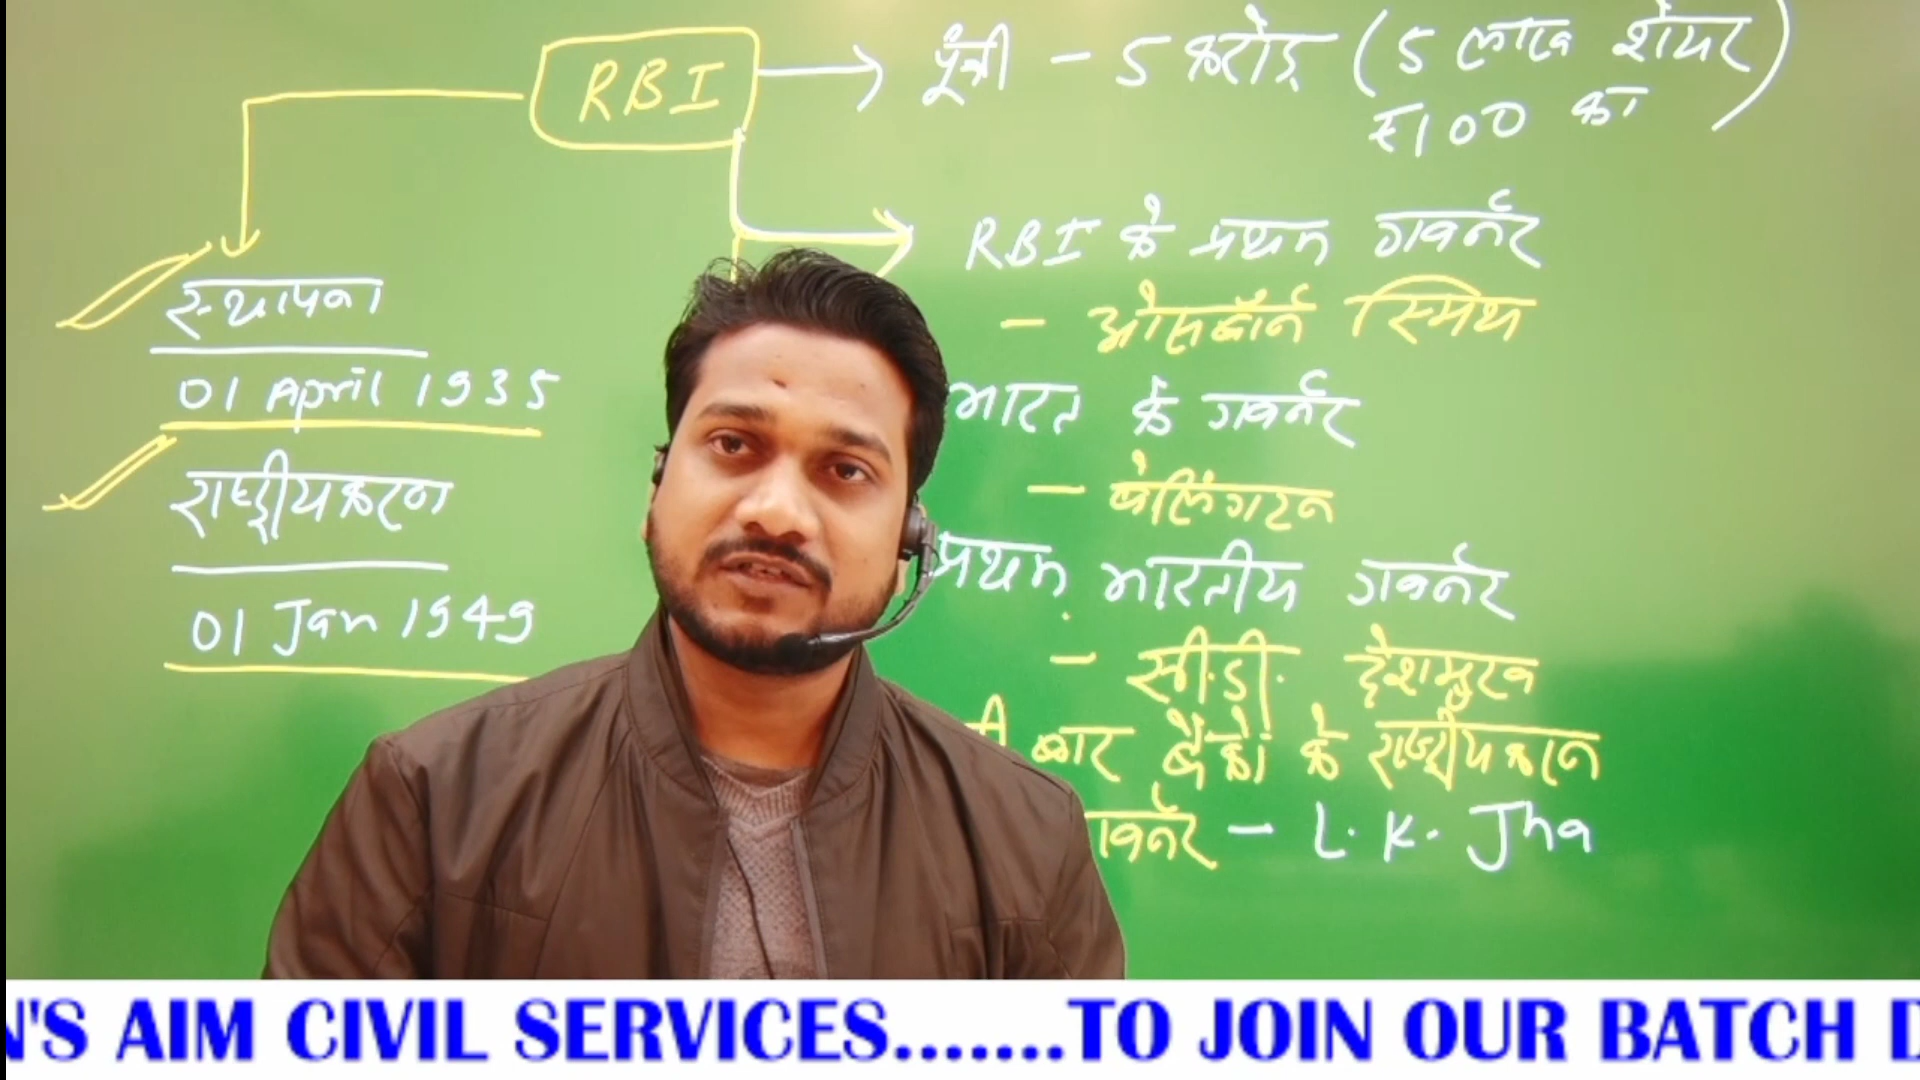 RBI
पूंजी - 5 करोड़ (5 लाख शेयर)
₹100 का
RBI के प्रथम गवर्नर
- ओसबॉर्न स्मिथ
स्थापना
01 April 1935
भारत के गवर्नर
- वेलिंगटन
राष्ट्रीयकरण
01 Jan 1949
प्रथम भारतीय गवर्नर
- सी.डी. देशमुख
बार बैंकों के राष्ट्रीयकरण
- L. K. Jha
N'S AIM CIVIL SERVICES.......TO JOIN OUR BATCH D